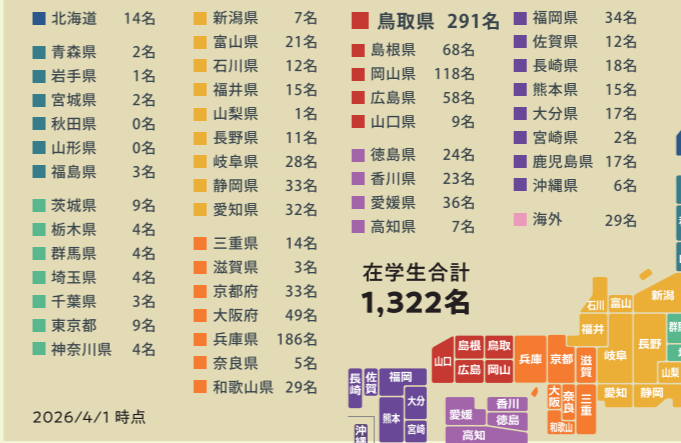 北海道 14名
青森県 2名
岩手県 1名
宮城県 2名
秋田県 0名
山形県 0名
福島県 3名
茨城県 9名
栃木県 4名
群馬県 4名
埼玉県 4名
千葉県 3名
東京都 9名
神奈川県 4名
2026/4/1 時点
新潟県 7名
富山県 21名
石川県 12名
福井県 15名
山梨県 1名
長野県 11名
岐阜県 28名
静岡県 33名
愛知県 32名
三重県 14名
滋賀県 3名
京都府 33名
大阪府 49名
兵庫県 186名
奈良県 5名
和歌山県 29名
鳥取県 291名
島根県 68名
岡山県 118名
広島県 58名
山口県 9名
徳島県 24名
香川県 23名
愛媛県 36名
高知県 7名
福岡県 34名
佐賀県 12名
長崎県 18名
熊本県 15名
大分県 17名
宮崎県 2名
鹿児島県 17名
沖縄県 6名
海外 29名
在学生合計
1,322名
石川
富山
新潟
福井
長野
岐阜
山梨
愛知
静岡
山口
島根
鳥取
広島
岡山
兵庫
京都
滋賀
大阪
奈良
三重
和歌山
長崎
佐賀
福岡
大分
熊本
宮崎
愛媛
香川
徳島
高知